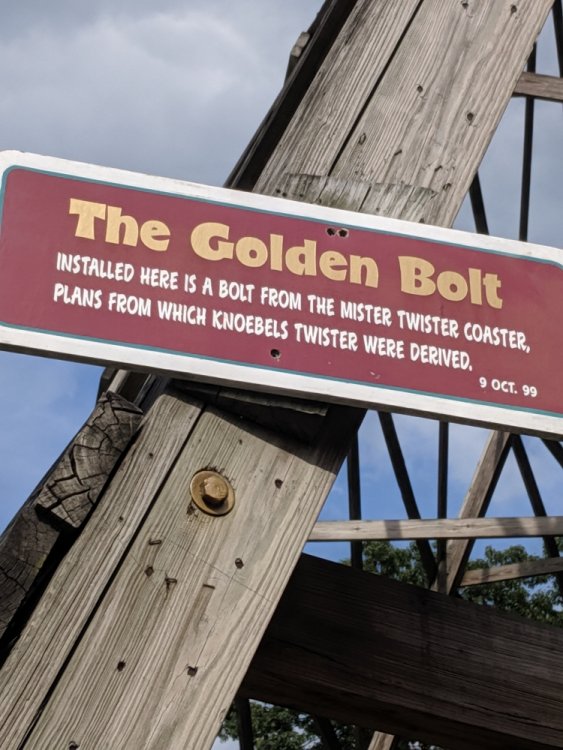 The Golden Bolt
INSTALLED HERE IS A BOLT FROM THE MISTER TWISTER COASTER,
PLANS FROM WHICH KNOEBELS TWISTER WERE DERIVED.
9 OCT. 99